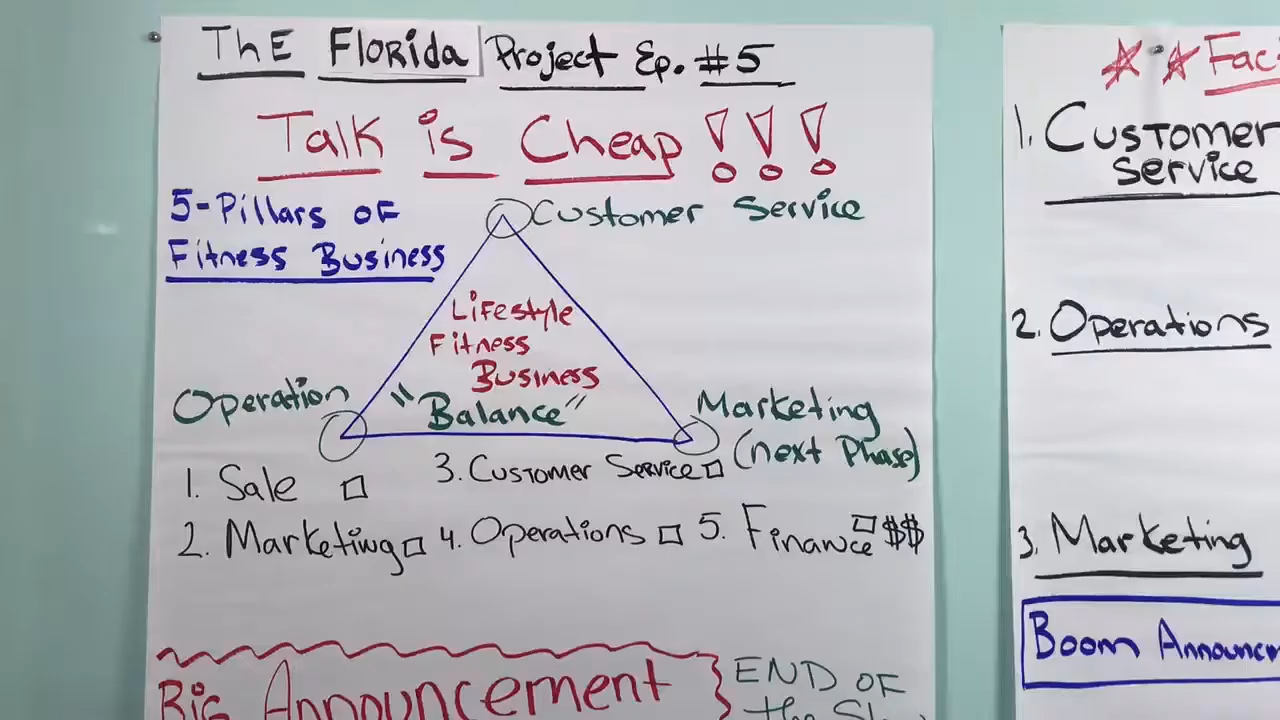 The Florida Project Ep. #5
Talk is Cheap !!!
5-Pillars of
Fitness Business
Customer Service
Lifestyle
Fitness
Business
"Balance"
Operation
Marketing
(next Phase)
1. Sale
3. Customer Service
2. Marketing
4. Operations
5. Finance $$
Big Announcement
END OF
the
1. Customer
Service
2. Operations
3. Marketing
Boom